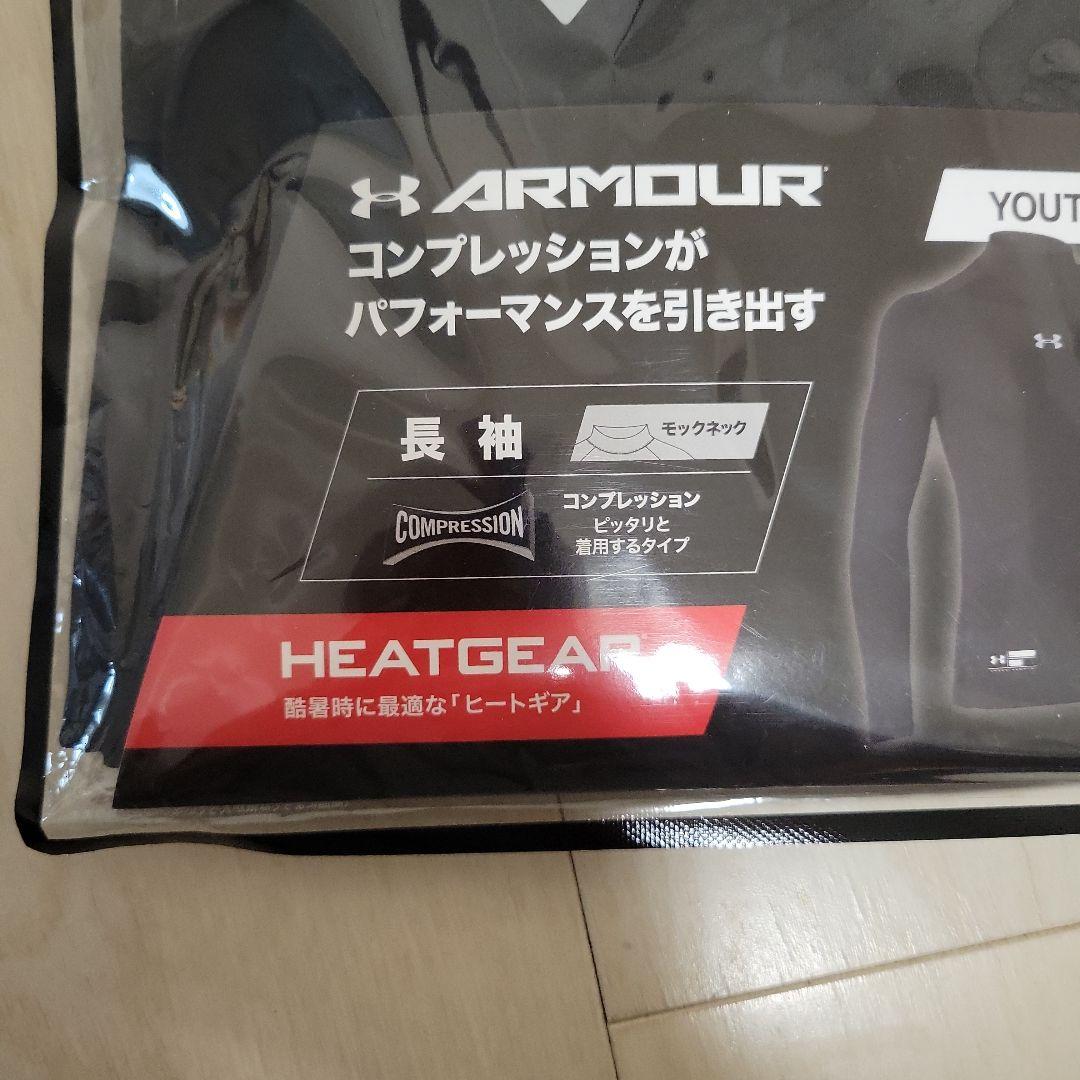 ARMOUR
コンプレッションが
パフォーマンスを引き出す
YOUT
長袖
モックネック
COMPRESSION
コンプレッション
ピッタリと
着用するタイプ
HEATGEAR
酷暑時に最適な「ヒートギア」